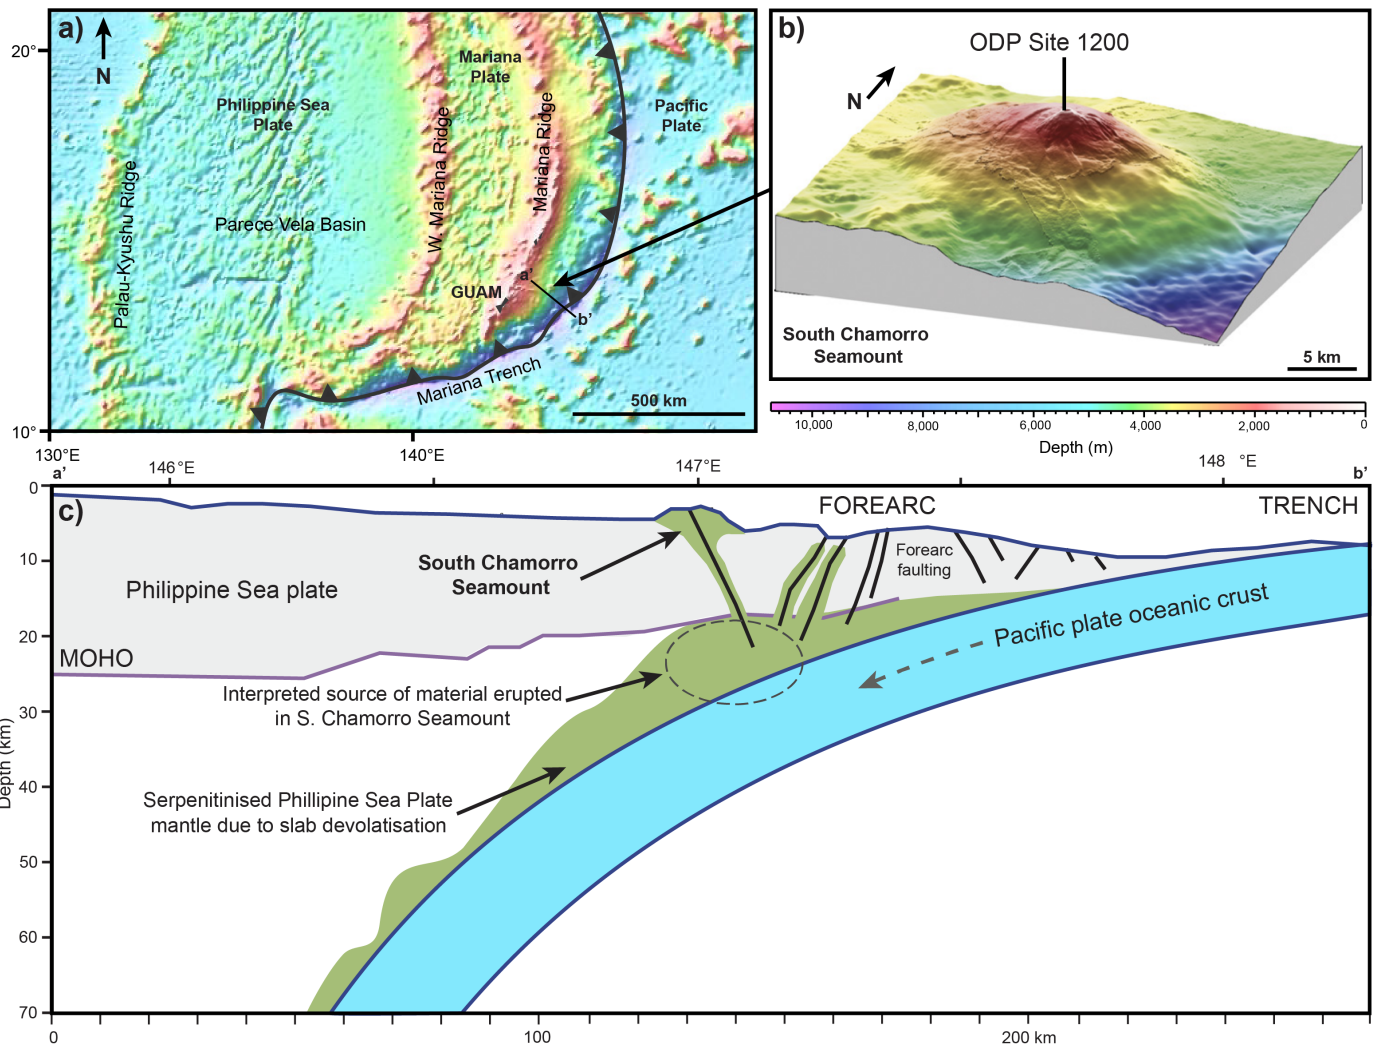 a)
N
20°
10°
130°E
140°E
Philippine Sea
Plate
Mariana
Plate
Pacific
Plate
Palau-Kyushu Ridge
Parece Vela Basin
W. Mariana Ridge
Mariana Ridge
GUAM
a'
b'
Mariana Trench
500 km
b)
ODP Site 1200
N
South Chamorro
Seamount
5 km
10,000
8,000
6,000
4,000
2,000
0
Depth (m)
a'
146°E
147°E
148 °E
b'
c)
FOREARC
TRENCH
South Chamorro
Seamount
Forearc
faulting
Philippine Sea plate
MOHO
Pacific plate oceanic crust
Interpreted source of material erupted
in S. Chamorro Seamount
Serpenitinised Phillipine Sea Plate
mantle due to slab devolatisation
Depth (km)
0
10
20
30
40
50
60
70
0
100
200 km